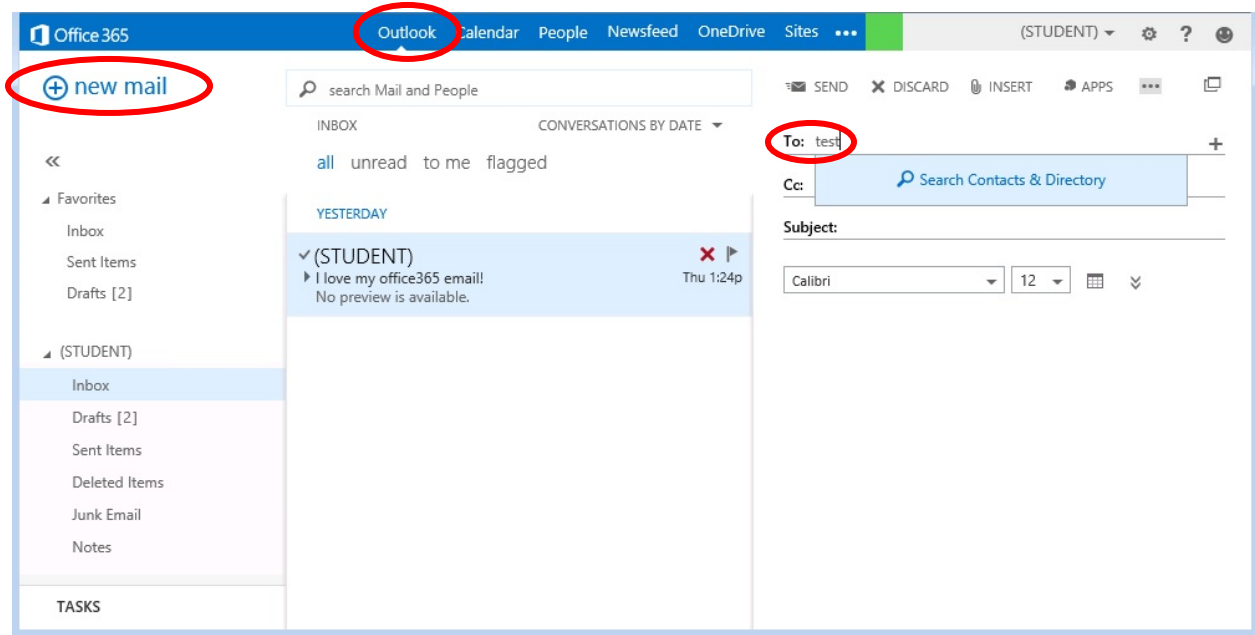 Office 365 Outlook Calendar People Newsfeed OneDrive Sites ••• (STUDENT) ?
new mail
search Mail and People
INBOX CONVERSATIONS BY DATE
all unread to me flagged
YESTERDAY
(STUDENT)
I love my office365 email! Thu 1:24p
No preview is available.
Favorites
Inbox
Sent Items
Drafts [2]
(STUDENT)
Inbox
Drafts [2]
Sent Items
Deleted Items
Junk Email
Notes
TASKS
SEND DISCARD INSERT APPS •••
To: test
Search Contacts & Directory
Cc:
Subject:
Calibri 12